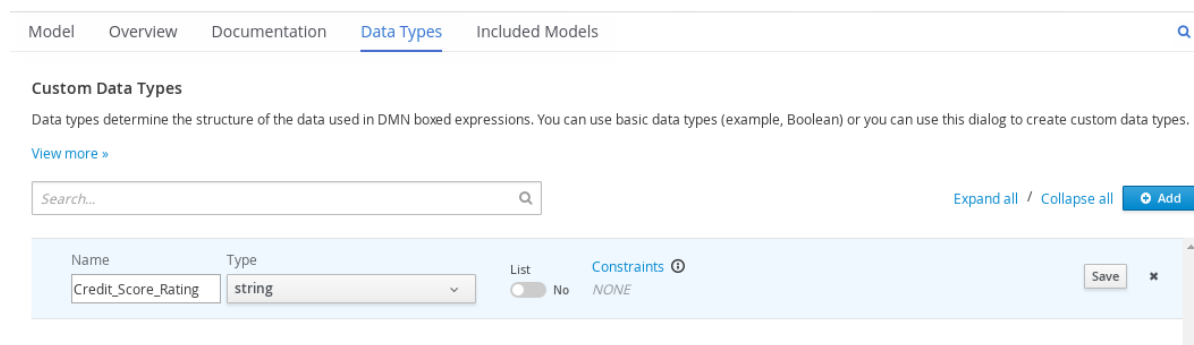 Model Overview Documentation Data Types Included Models
Custom Data Types
Data types determine the structure of the data used in DMN boxed expressions. You can use basic data types (example, Boolean) or you can use this dialog to create custom data types.
View more »
Search...
Expand all / Collapse all Add
Name Type List Constraints
Credit_Score_Rating string No NONE Save